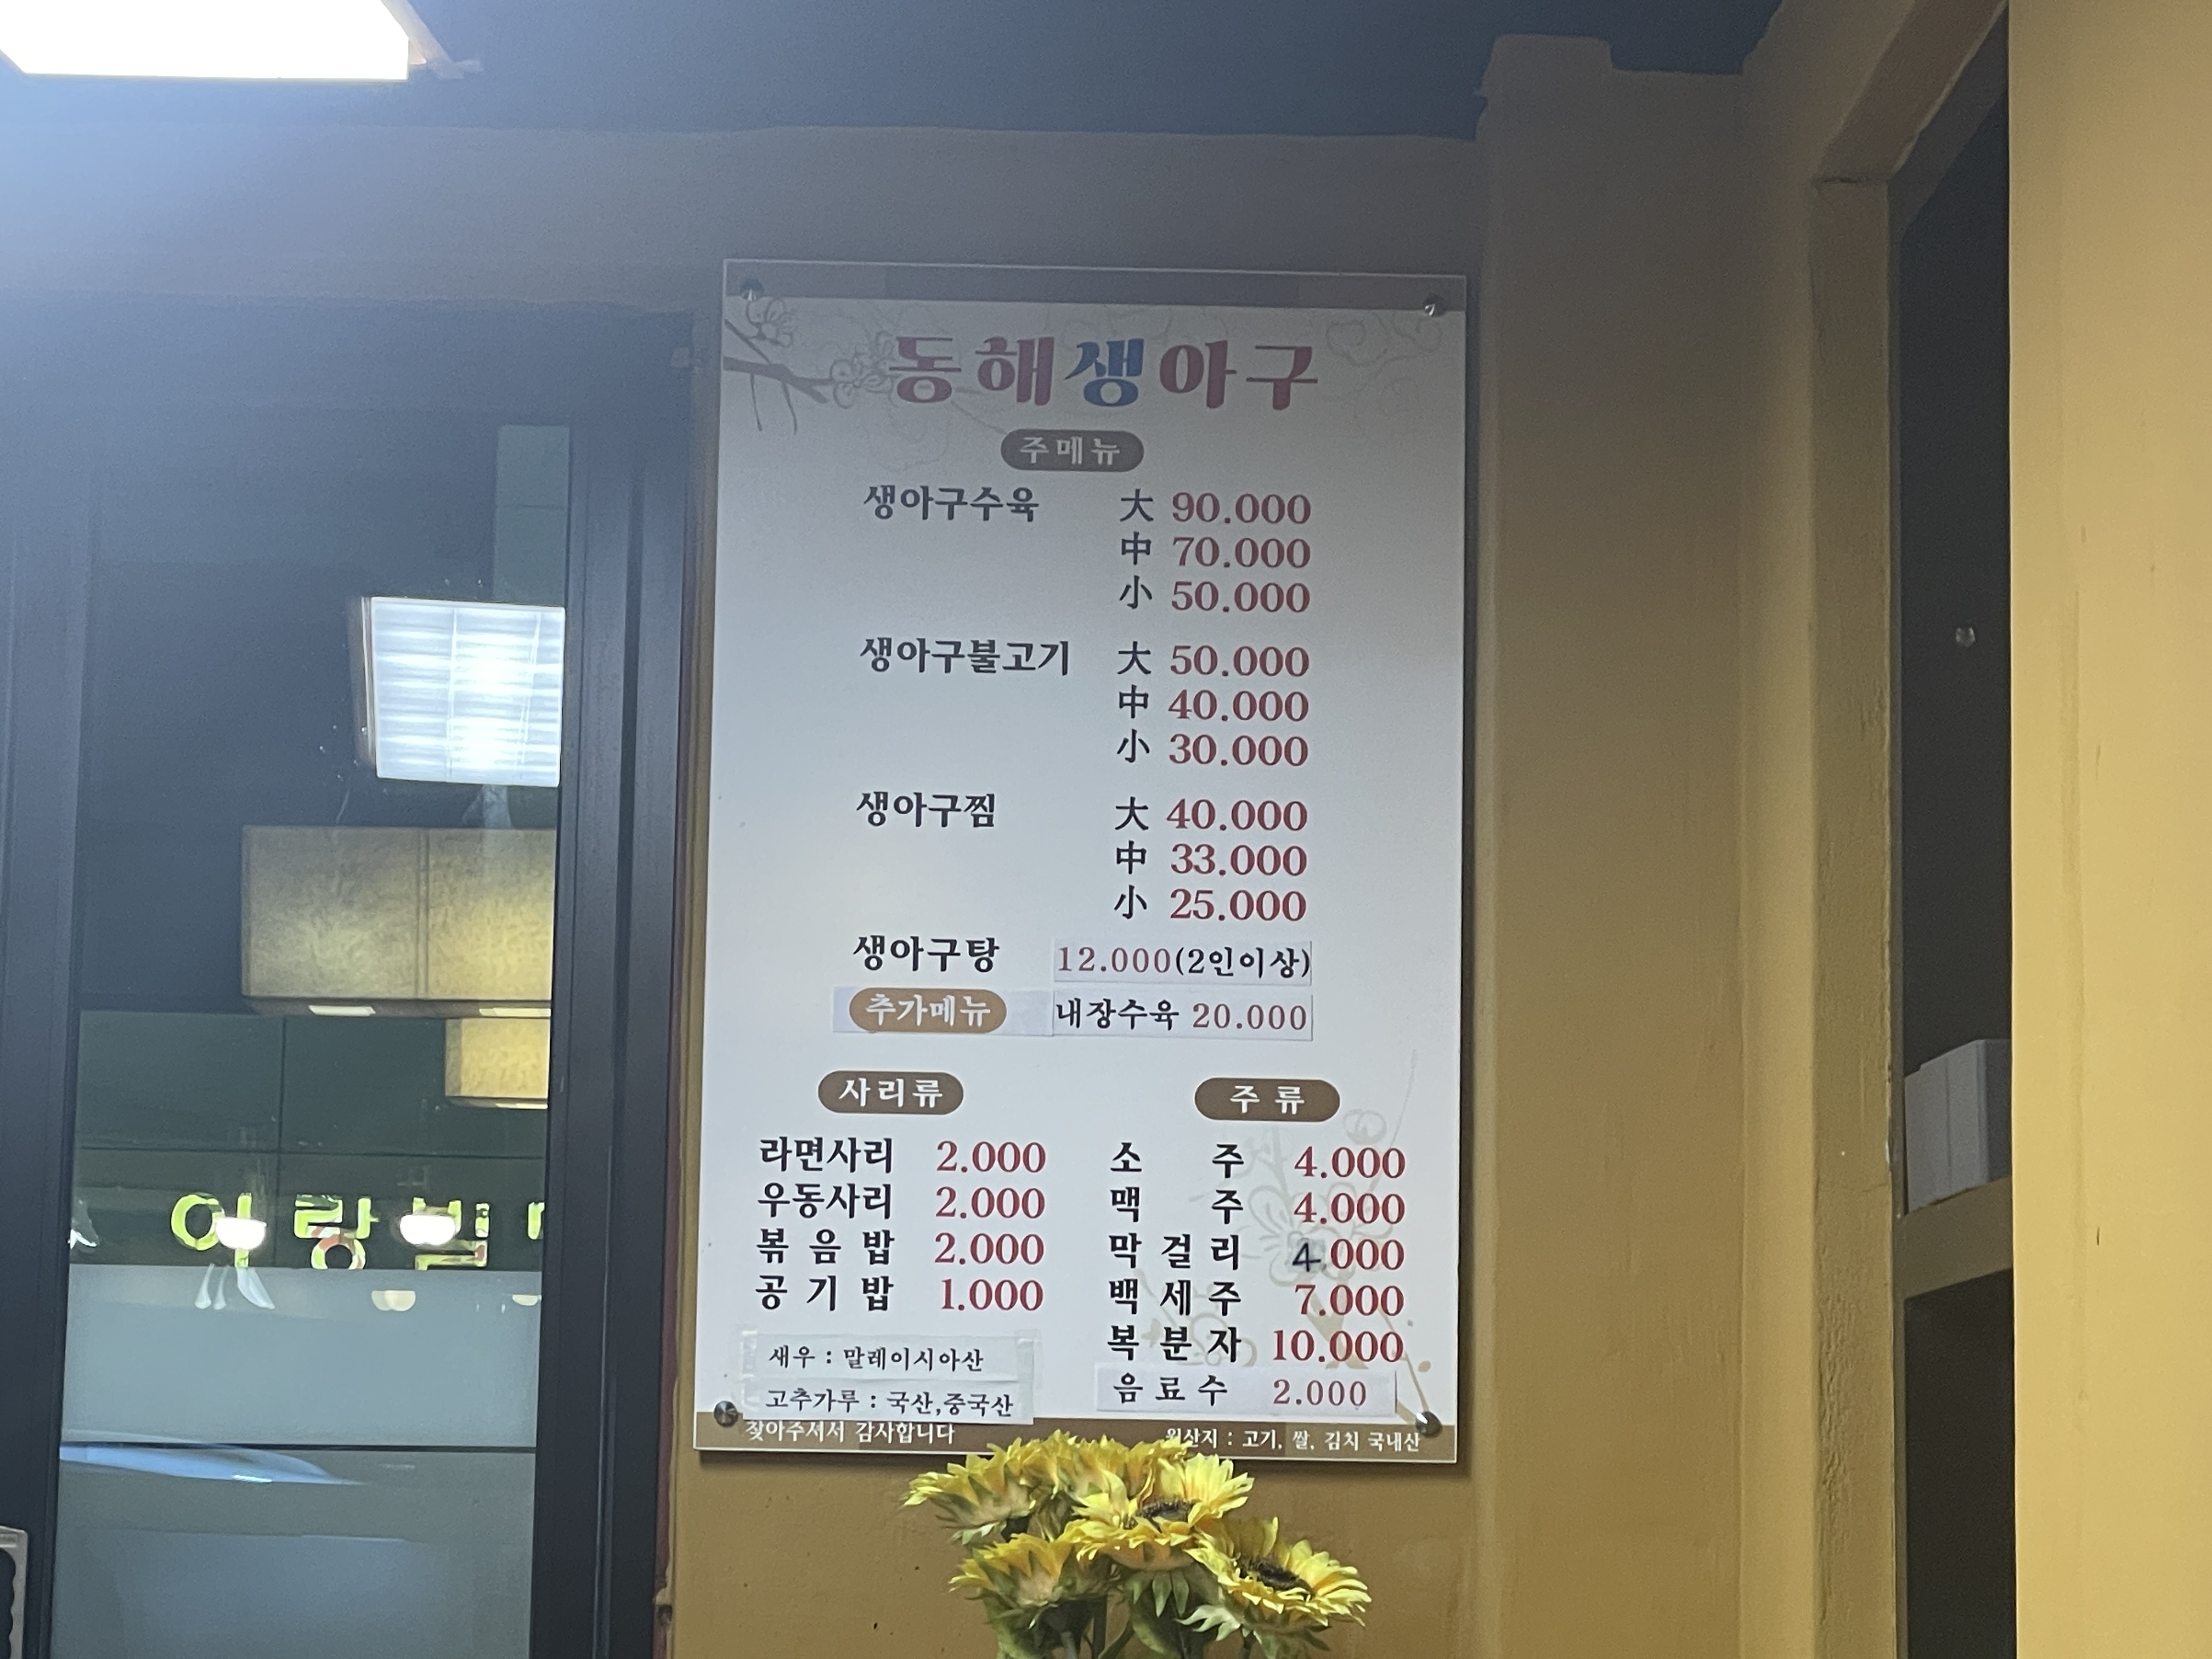 동해생아구
주메뉴
생아구수육 大 90.000
中 70.000
小 50.000
생아구불고기 大 50.000
中 40.000
小 30.000
생아구찜 大 40.000
中 33.000
小 25.000
생아구탕 12.000(2인이상)
추가메뉴 내장수육 20.000
사리류
라면사리 2.000
우동사리 2.000
볶음밥 2.000
공기밥 1.000
새우 : 말레이시아산
고추가루 : 국산,중국산
찾아주셔서 감사합니다
주류
소주 4.000
맥주 4.000
막걸리 4.000
백세주 7.000
복분자 10.000
음료수 2.000
원산지 : 고기, 쌀, 김치 국내산